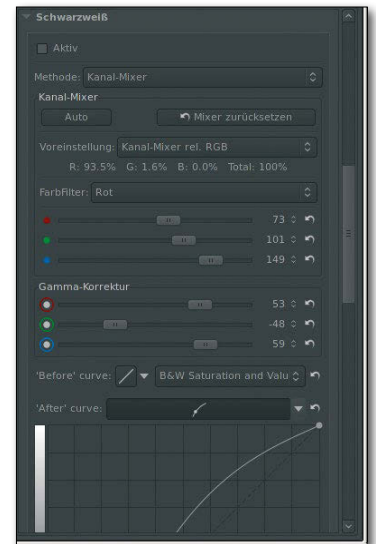 Schwarzweiß
Aktiv
Methode: Kanal-Mixer
Kanal-Mixer
Auto Mixer zurücksetzen
Voreinstellung: Kanal-Mixer rel. RGB
R: 93.5% G: 1.6% B: 0.0% Total: 100%
Farbfilter: Rot
73
101
149
Gamma-Korrektur
53
-48
59
'Before' curve: B&W Saturation and Valu
'After' curve: